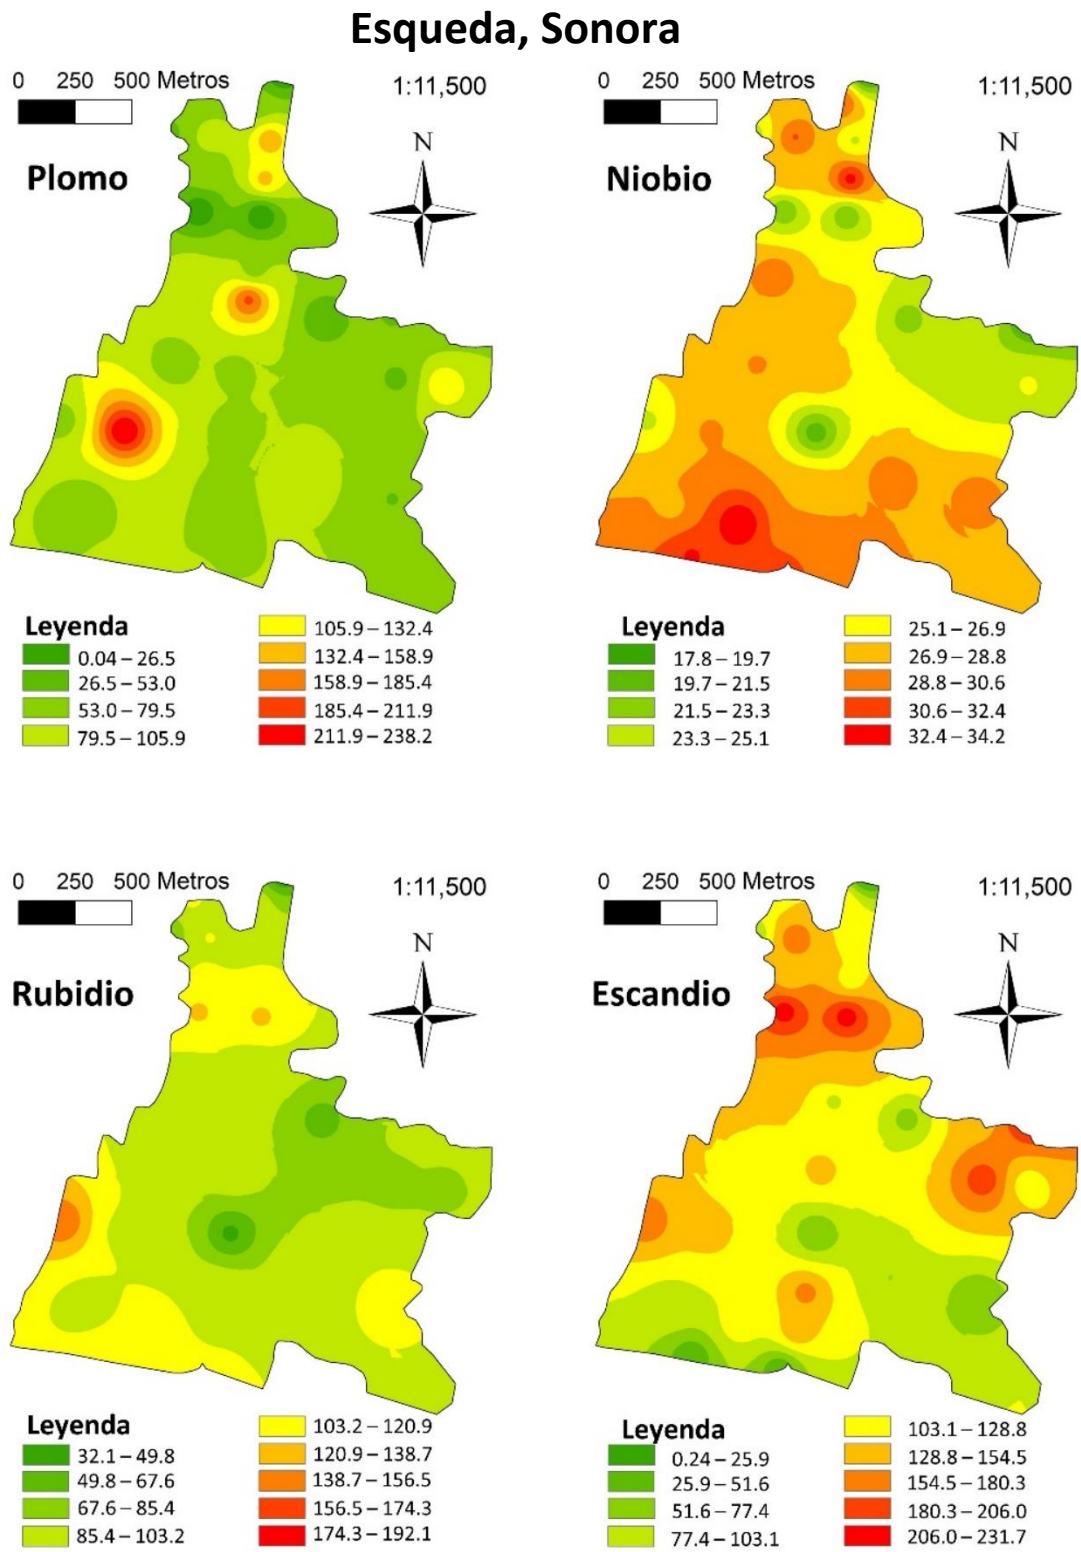 Esqueda, Sonora
0 250 500 Metros
1:11,500
N
Plomo
Leyenda
0.04 – 26.5
26.5 – 53.0
53.0 – 79.5
79.5 – 105.9
105.9 – 132.4
132.4 – 158.9
158.9 – 185.4
185.4 – 211.9
211.9 – 238.2
0 250 500 Metros
1:11,500
N
Niobio
Leyenda
17.8 – 19.7
19.7 – 21.5
21.5 – 23.3
23.3 – 25.1
25.1 – 26.9
26.9 – 28.8
28.8 – 30.6
30.6 – 32.4
32.4 – 34.2
0 250 500 Metros
1:11,500
N
Rubidio
Leyenda
32.1 – 49.8
49.8 – 67.6
67.6 – 85.4
85.4 – 103.2
103.2 – 120.9
120.9 – 138.7
138.7 – 156.5
156.5 – 174.3
174.3 – 192.1
0 250 500 Metros
1:11,500
N
Escandio
Leyenda
0.24 – 25.9
25.9 – 51.6
51.6 – 77.4
77.4 – 103.1
103.1 – 128.8
128.8 – 154.5
154.5 – 180.3
180.3 – 206.0
206.0 – 231.7